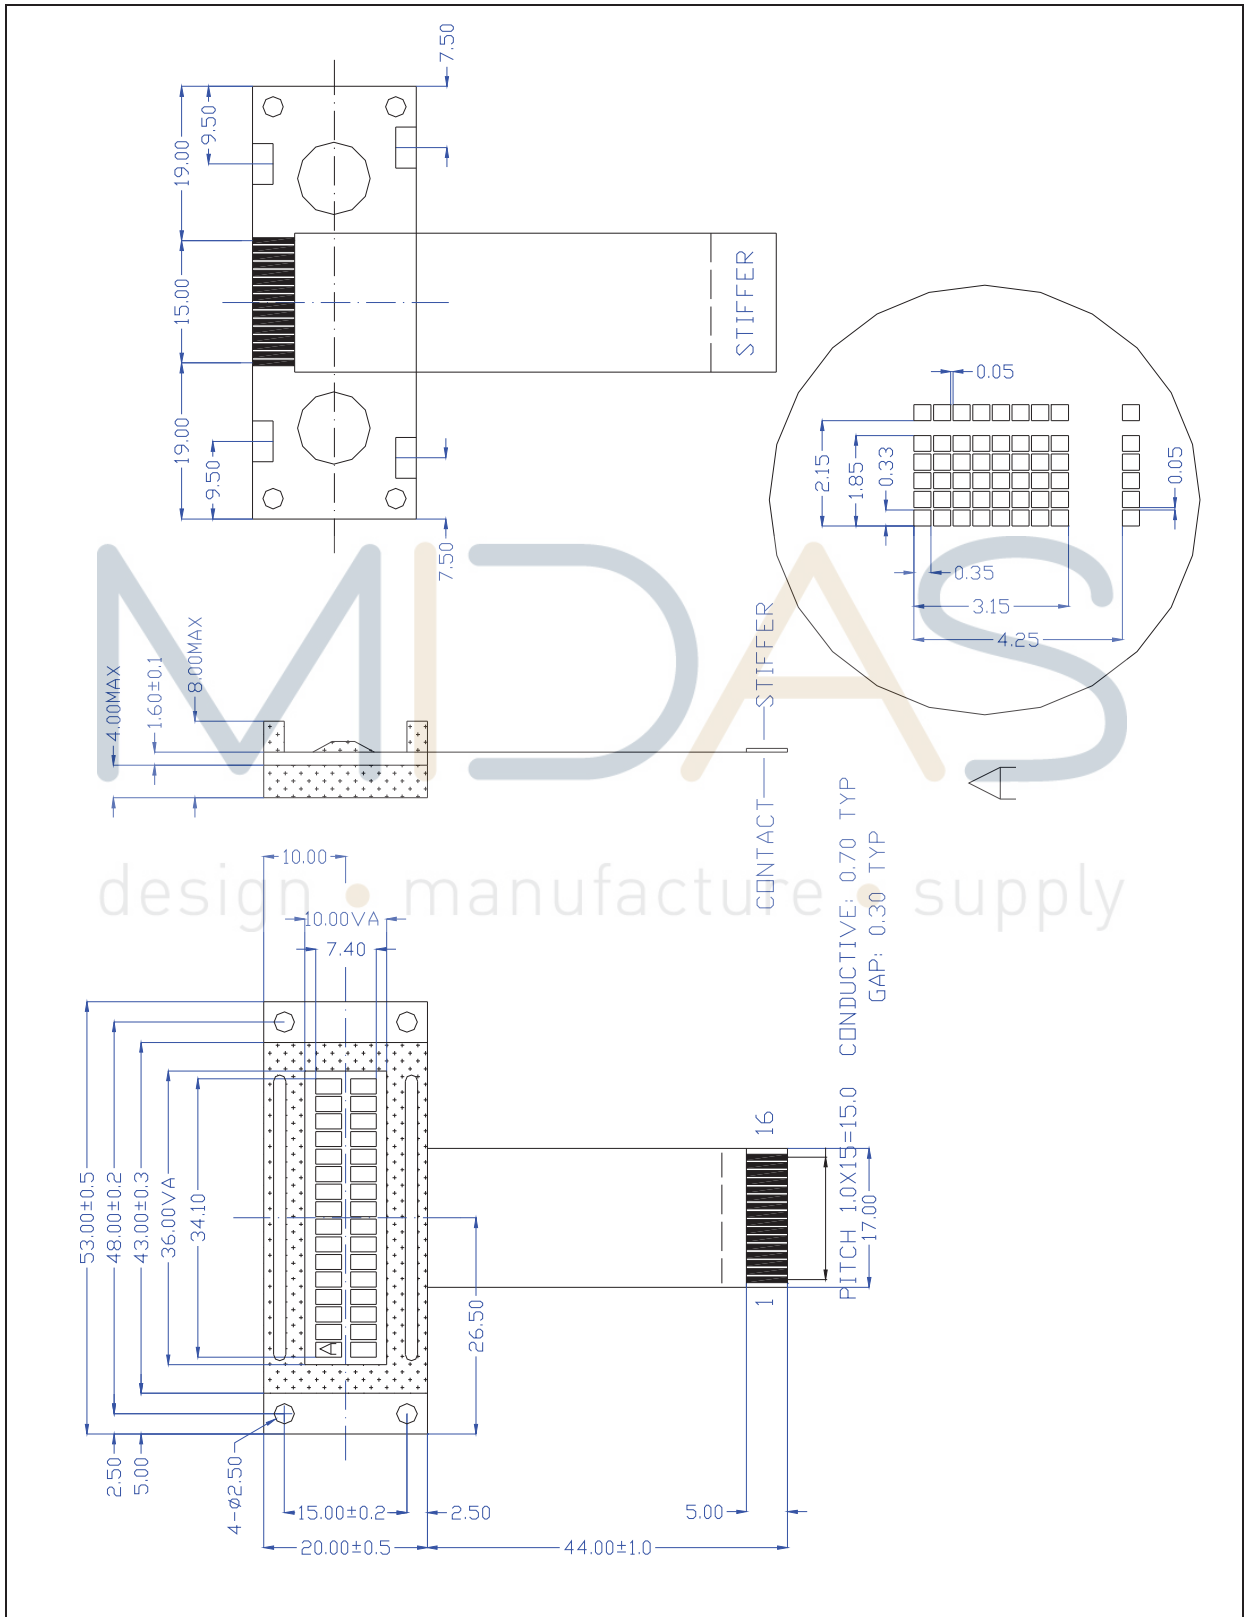 7.50
9.50
19.00
15.00
19.00
9.50
7.50
STIFFER
0.05
2.15
1.85
0.33
0.05
0.35
3.15
4.25
MIDAS
design • manufacture • supply
4.00MAX
1.60±0.1
8.00MAX
STIFFER
CONTACT
A
10.00
10.00VA
7.40
CONDUCTIVE: 0.70 TYP
GAP: 0.30 TYP
PITCH 1.0X15=15.0
17.00
16
1
53.00±0.5
48.00±0.2
43.00±0.3
36.00VA
34.10
A
26.50
2.50
5.00
4-ø2.50
15.00±0.2
2.50
5.00
20.00±0.5
44.00±1.0